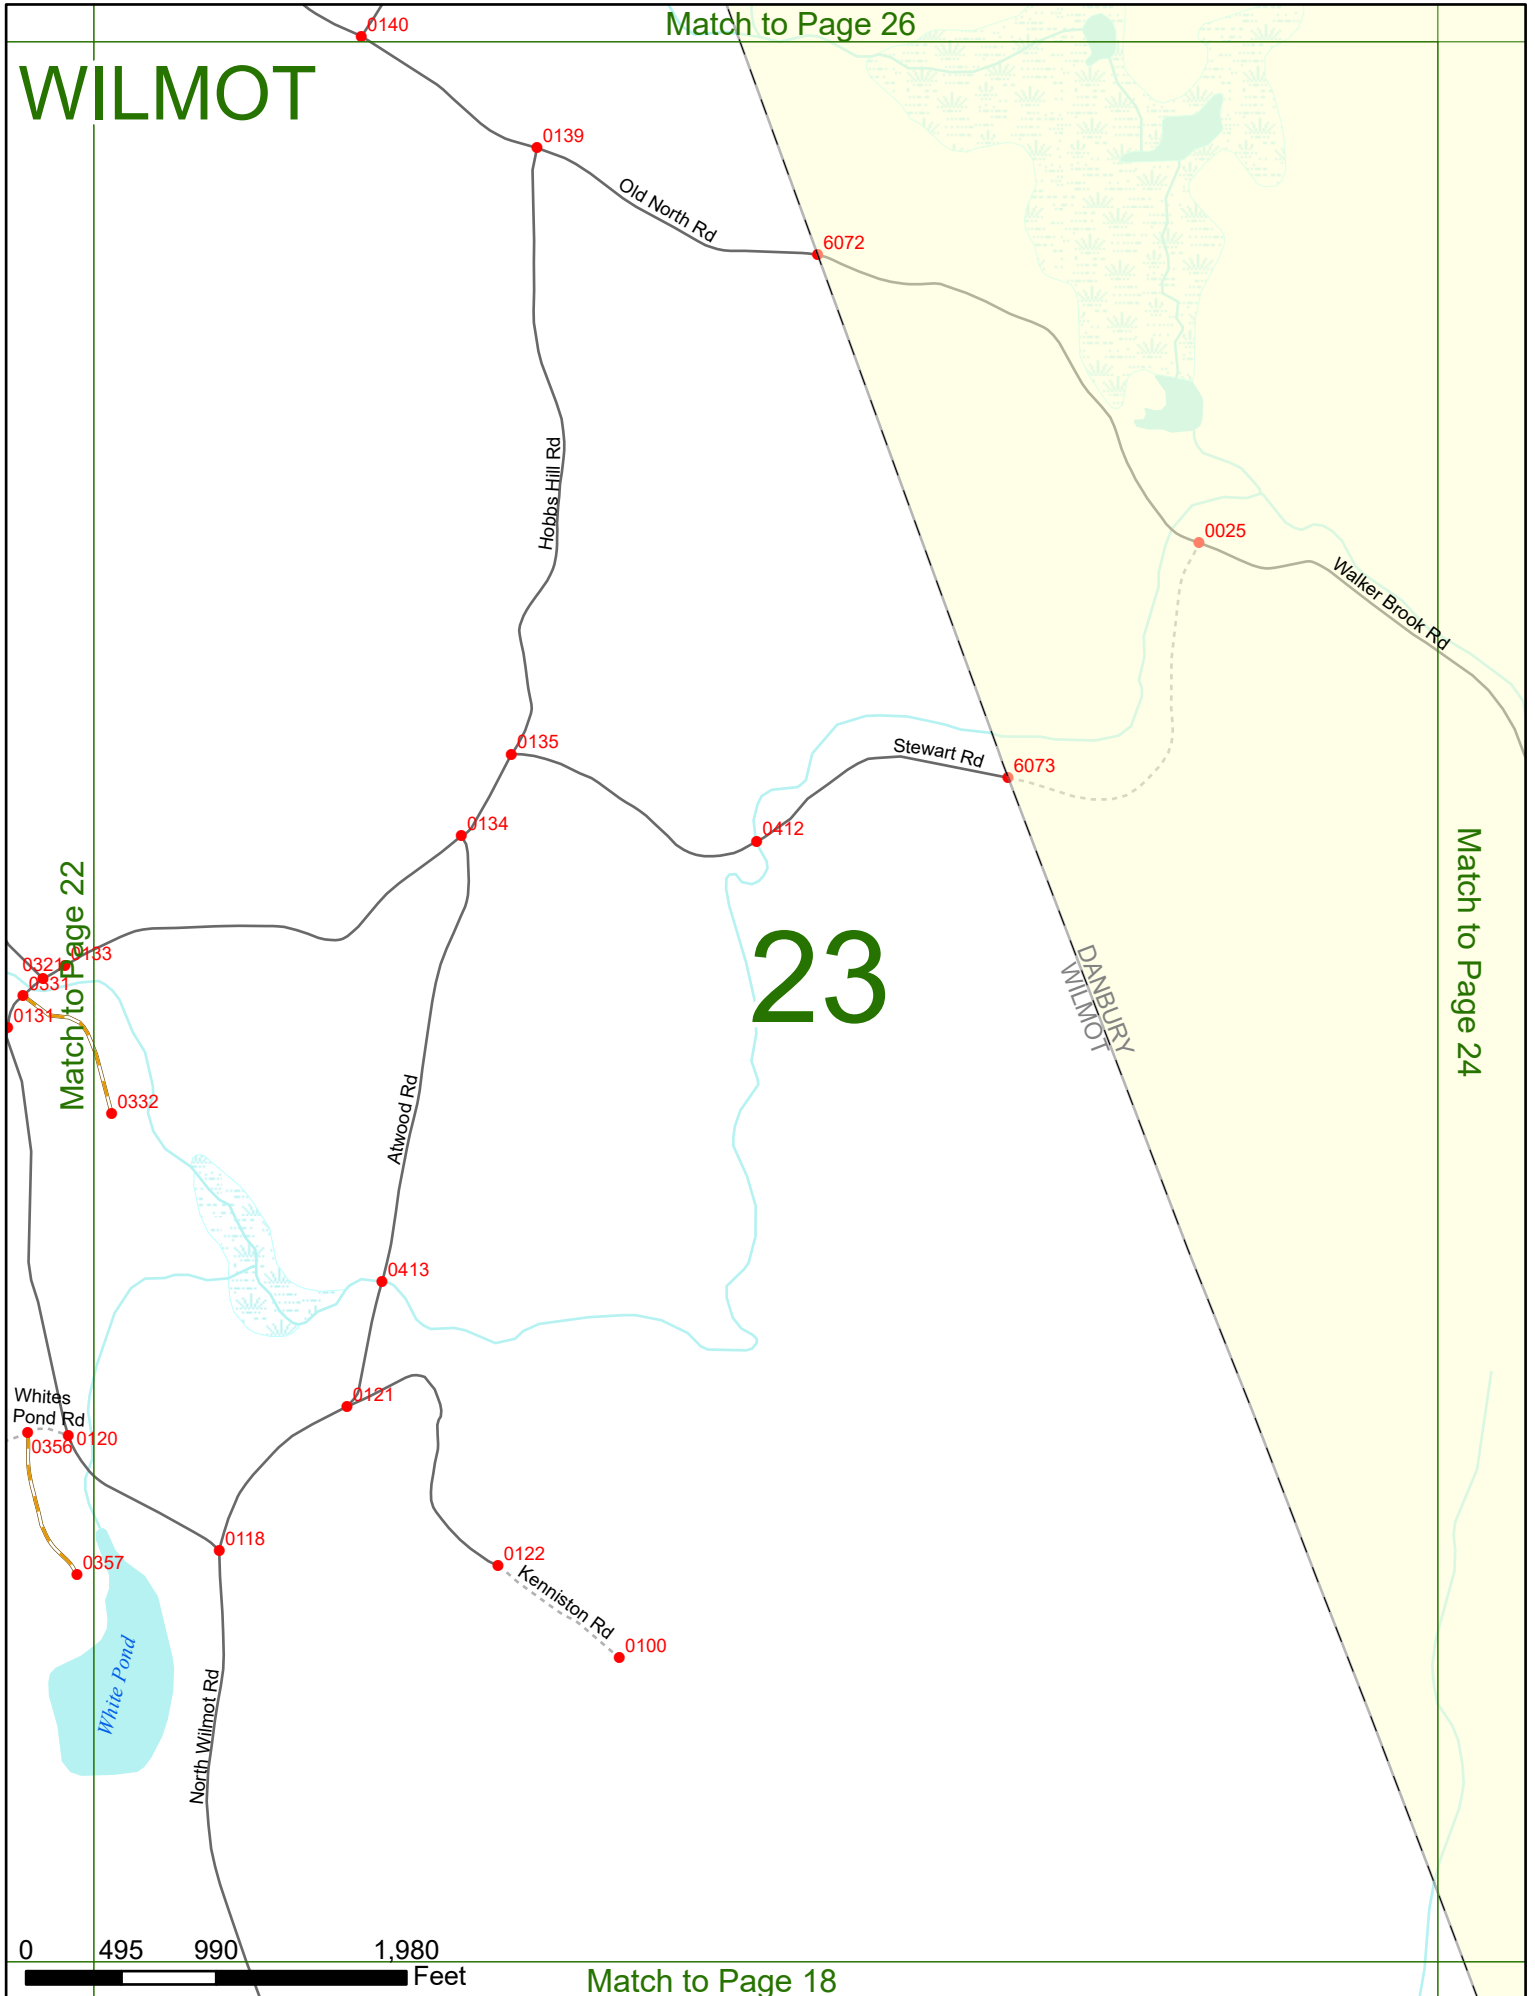 Match to Page 26
0140
WILMOT
0139
Old North Rd
6072
Hobbs Hill Rd
0025
Walker Brook Rd
0135
Stewart Rd
6073
0134
0412
Match to Page 22
Match to Page 24
0133
0321
0331
0131
23
DANBURY
WILMOT
0332
Atwood Rd
0413
Whites
Pond Rd
0121
0120
0356
0118
0122
0357
Kenniston Rd
0100
White Pond
North Wilmot Rd
0 495 990 1,980
Feet
Match to Page 18